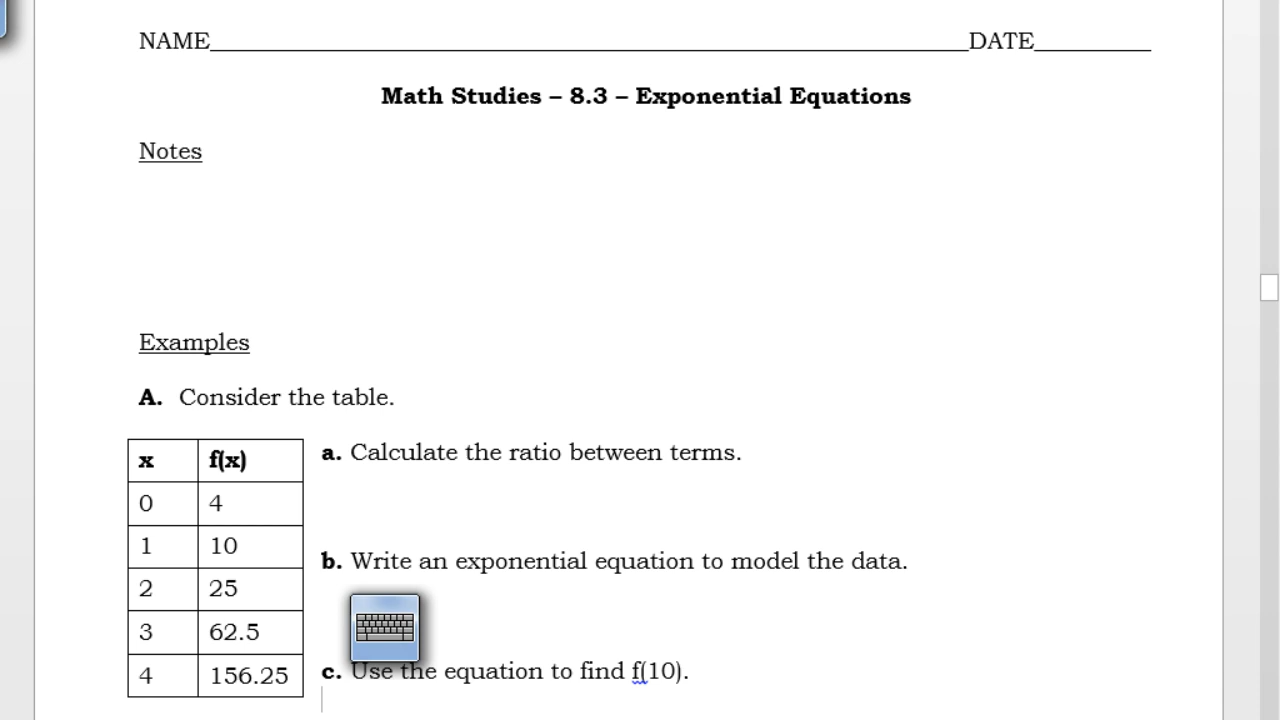 NAME____________________________________________DATE_______
Math Studies – 8.3 – Exponential Equations
Notes
Examples
A. Consider the table.
x f(x)
0 4
1 10
2 25
3 62.5
4 156.25
a. Calculate the ratio between terms.
b. Write an exponential equation to model the data.
c. Use the equation to find f(10).